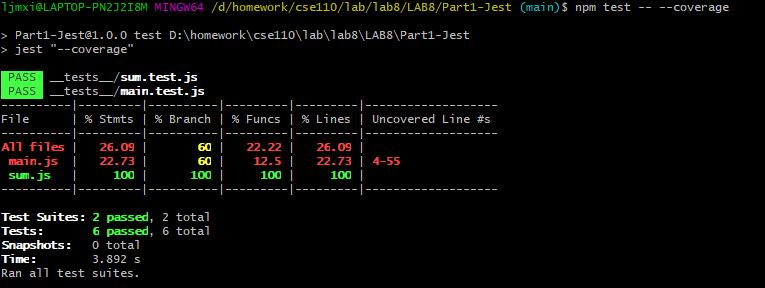 ljmxi@LAPTOP-PN2J2I8M MINGW64 /d/homework/cse110/lab/lab8/LAB8/Part1-Jest (main)$ npm test -- --coverage
> Part1-Jest@1.0.0 test D:\homework\cse110\lab\lab8\LAB8\Part1-Jest
> jest "--coverage"
PASS __tests__/sum.test.js
PASS __tests__/main.test.js
----------|---------|----------|---------|---------|-------------------
File      | % Stmts | % Branch | % Funcs | % Lines | Uncovered Line #s
----------|---------|----------|---------|---------|-------------------
All files |   26.09 |       60 |   22.22 |   26.09 |
 main.js  |   22.73 |       60 |    12.5 |   22.73 | 4-55
 sum.js   |     100 |      100 |     100 |     100 |
----------|---------|----------|---------|---------|-------------------
Test Suites: 2 passed, 2 total
Tests:       6 passed, 6 total
Snapshots:   0 total
Time:        3.892 s
Ran all test suites.